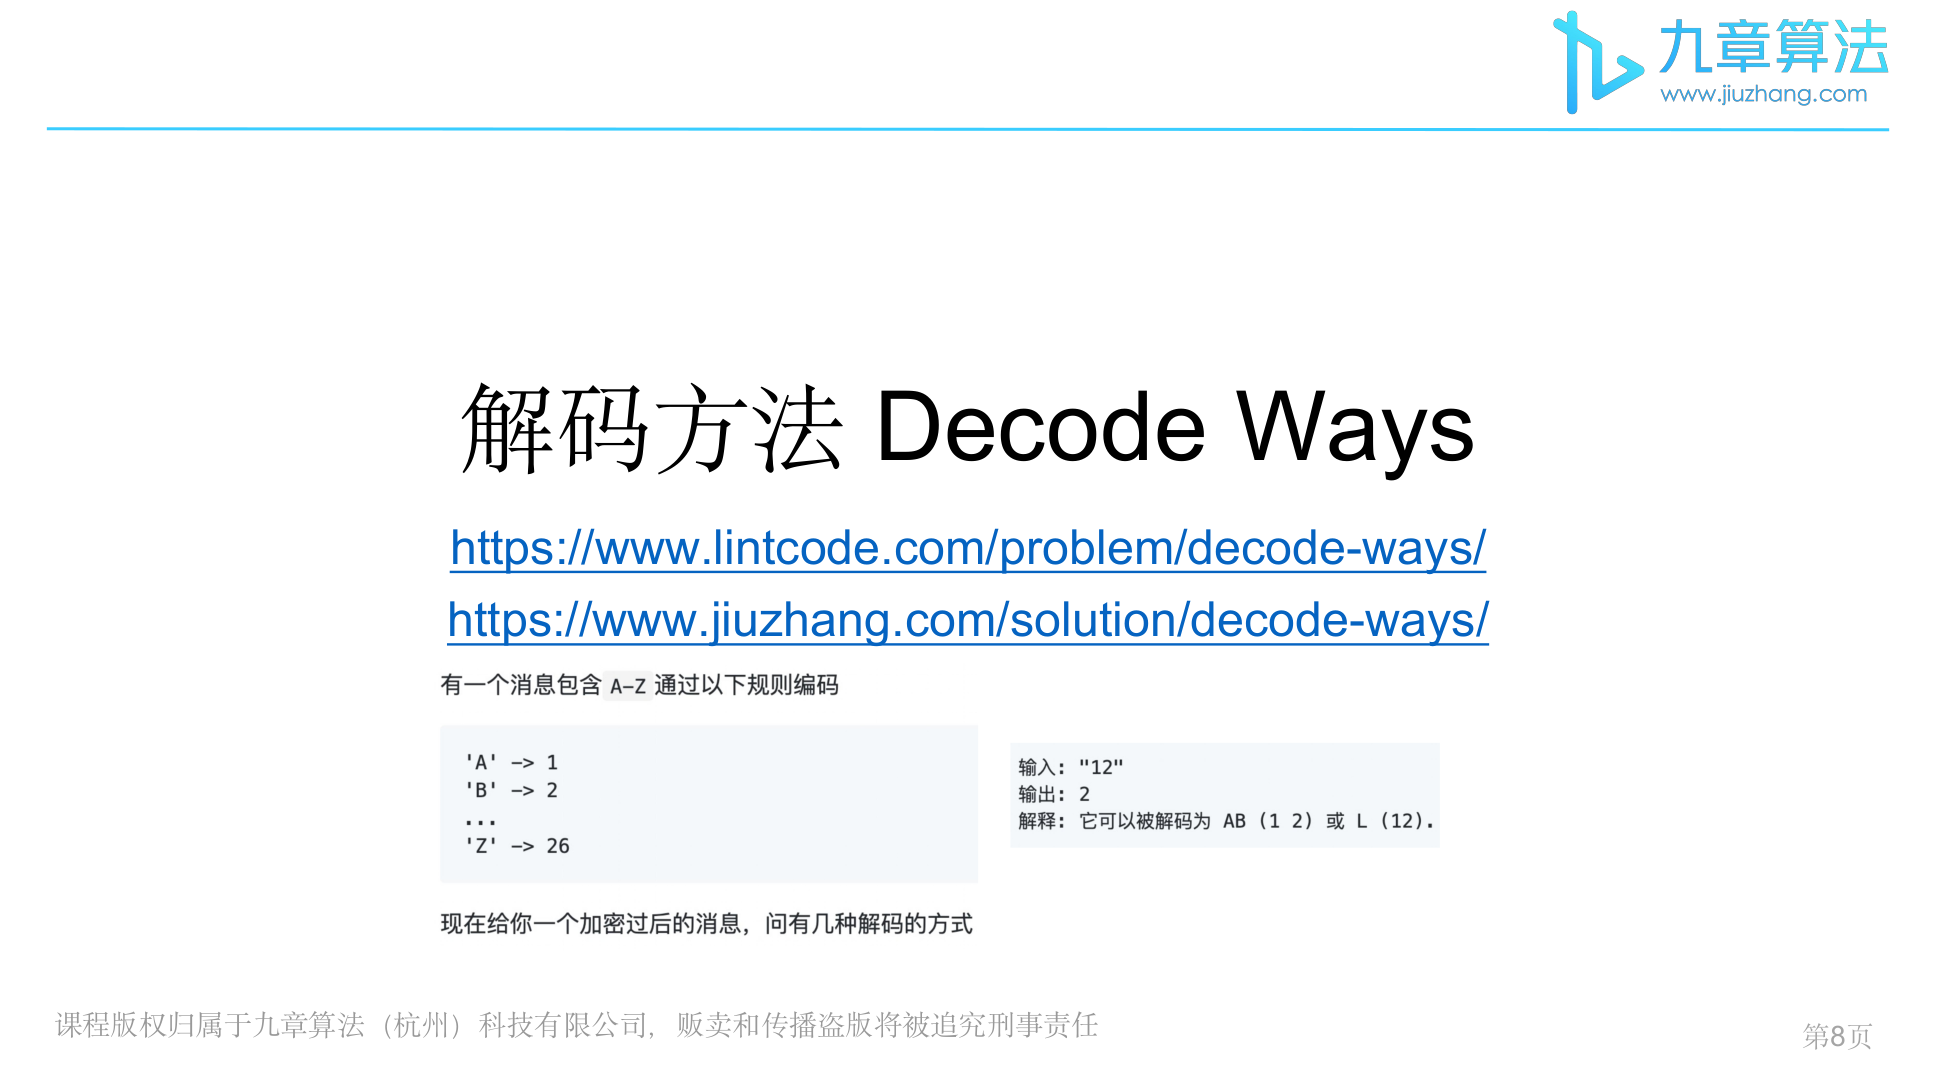 九章算法
www.jiuzhang.com
解码方法 Decode Ways
https://www.lintcode.com/problem/decode-ways/
https://www.jiuzhang.com/solution/decode-ways/
有一个消息包含 A-Z 通过以下规则编码
'A' -> 1
'B' -> 2
...
'Z' -> 26
输入: "12"
输出: 2
解释: 它可以被解码为 AB (1 2) 或 L (12).
现在给你一个加密过后的消息，问有几种解码的方式
课程版权归属于九章算法（杭州）科技有限公司，贩卖和传播盗版将被追究刑事责任
第8页